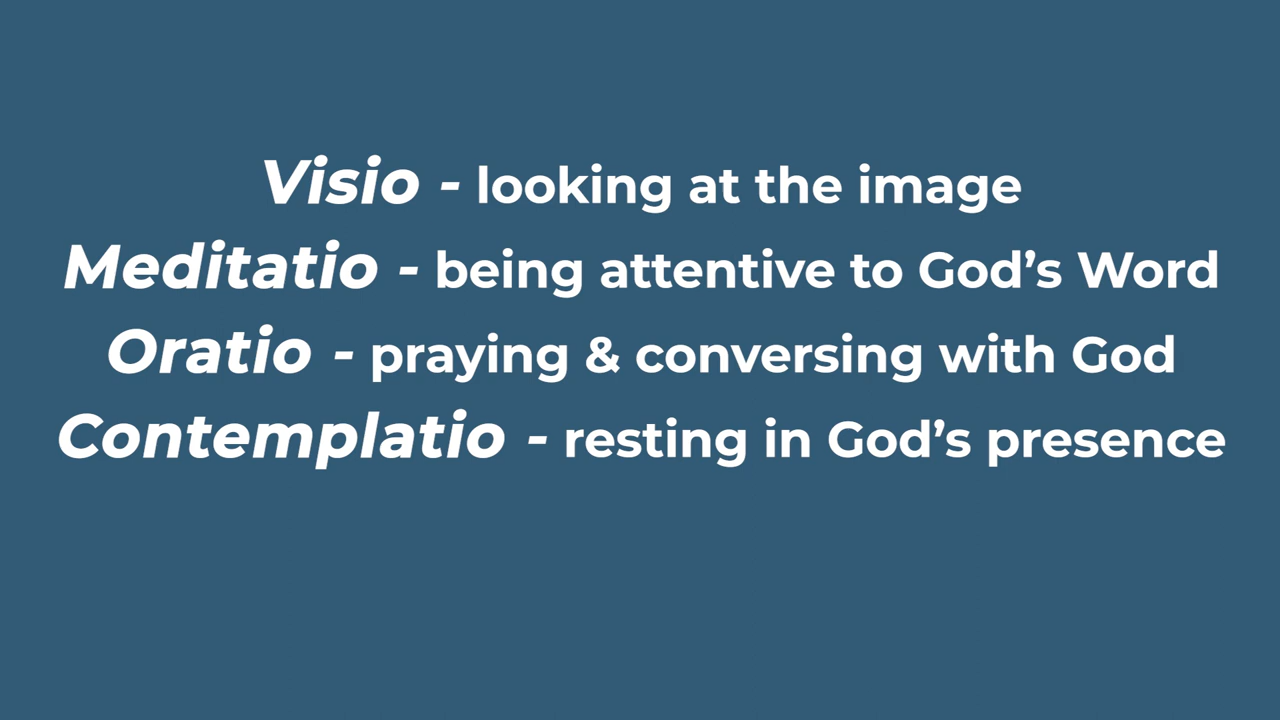 Visio - looking at the image
Meditatio - being attentive to God’s Word
Oratio - praying & conversing with God
Contemplatio - resting in God’s presence